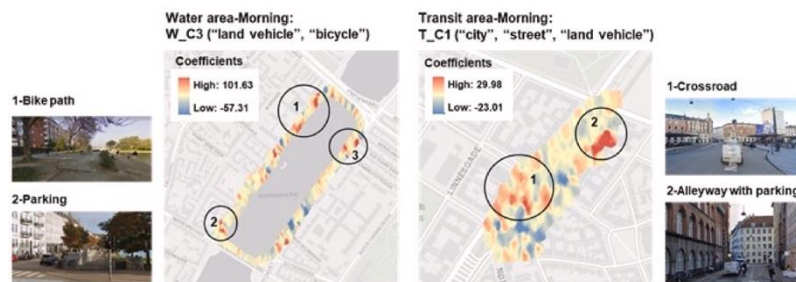 Water area-Morning:
W_C3 (“land vehicle”, “bicycle”)
Transit area-Morning:
T_C1 (“city”, “street”, “land vehicle”)
Coefficients
High: 101.63
Low: -57.31
1
2
3
Coefficients
High: 29.98
Low: -23.01
1
2
LINNESGADE
1-Bike path
2-Parking
1-Crossroad
2-Alleyway with parking